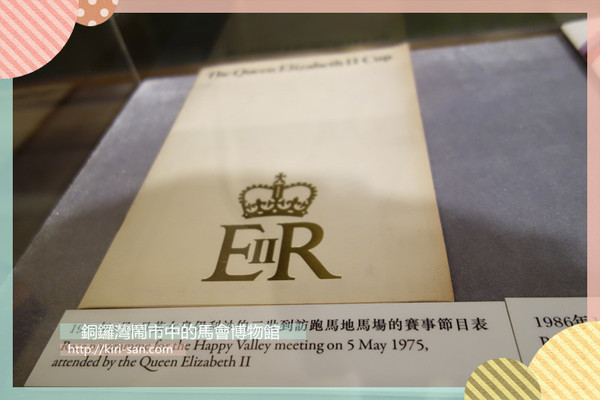 The Queen Elizabeth II Cup
EIIR
到訪跑馬地馬場的賽事節目表
1986年
the Happy Valley meeting on 5 May 1975,
attended by the Queen Elizabeth II
銅鑼灣鬧市中的馬會博物館
http://kiri-san.com/